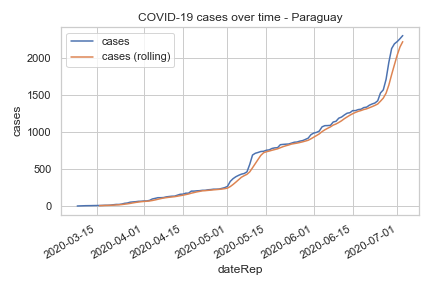 COVID-19 cases over time - Paraguay
cases
cases (rolling)
2000
1500
1000
500
0
cases
2020-03-15
2020-04-01
2020-04-15
2020-05-01
2020-05-15
2020-06-01
2020-06-15
2020-07-01
dateRep